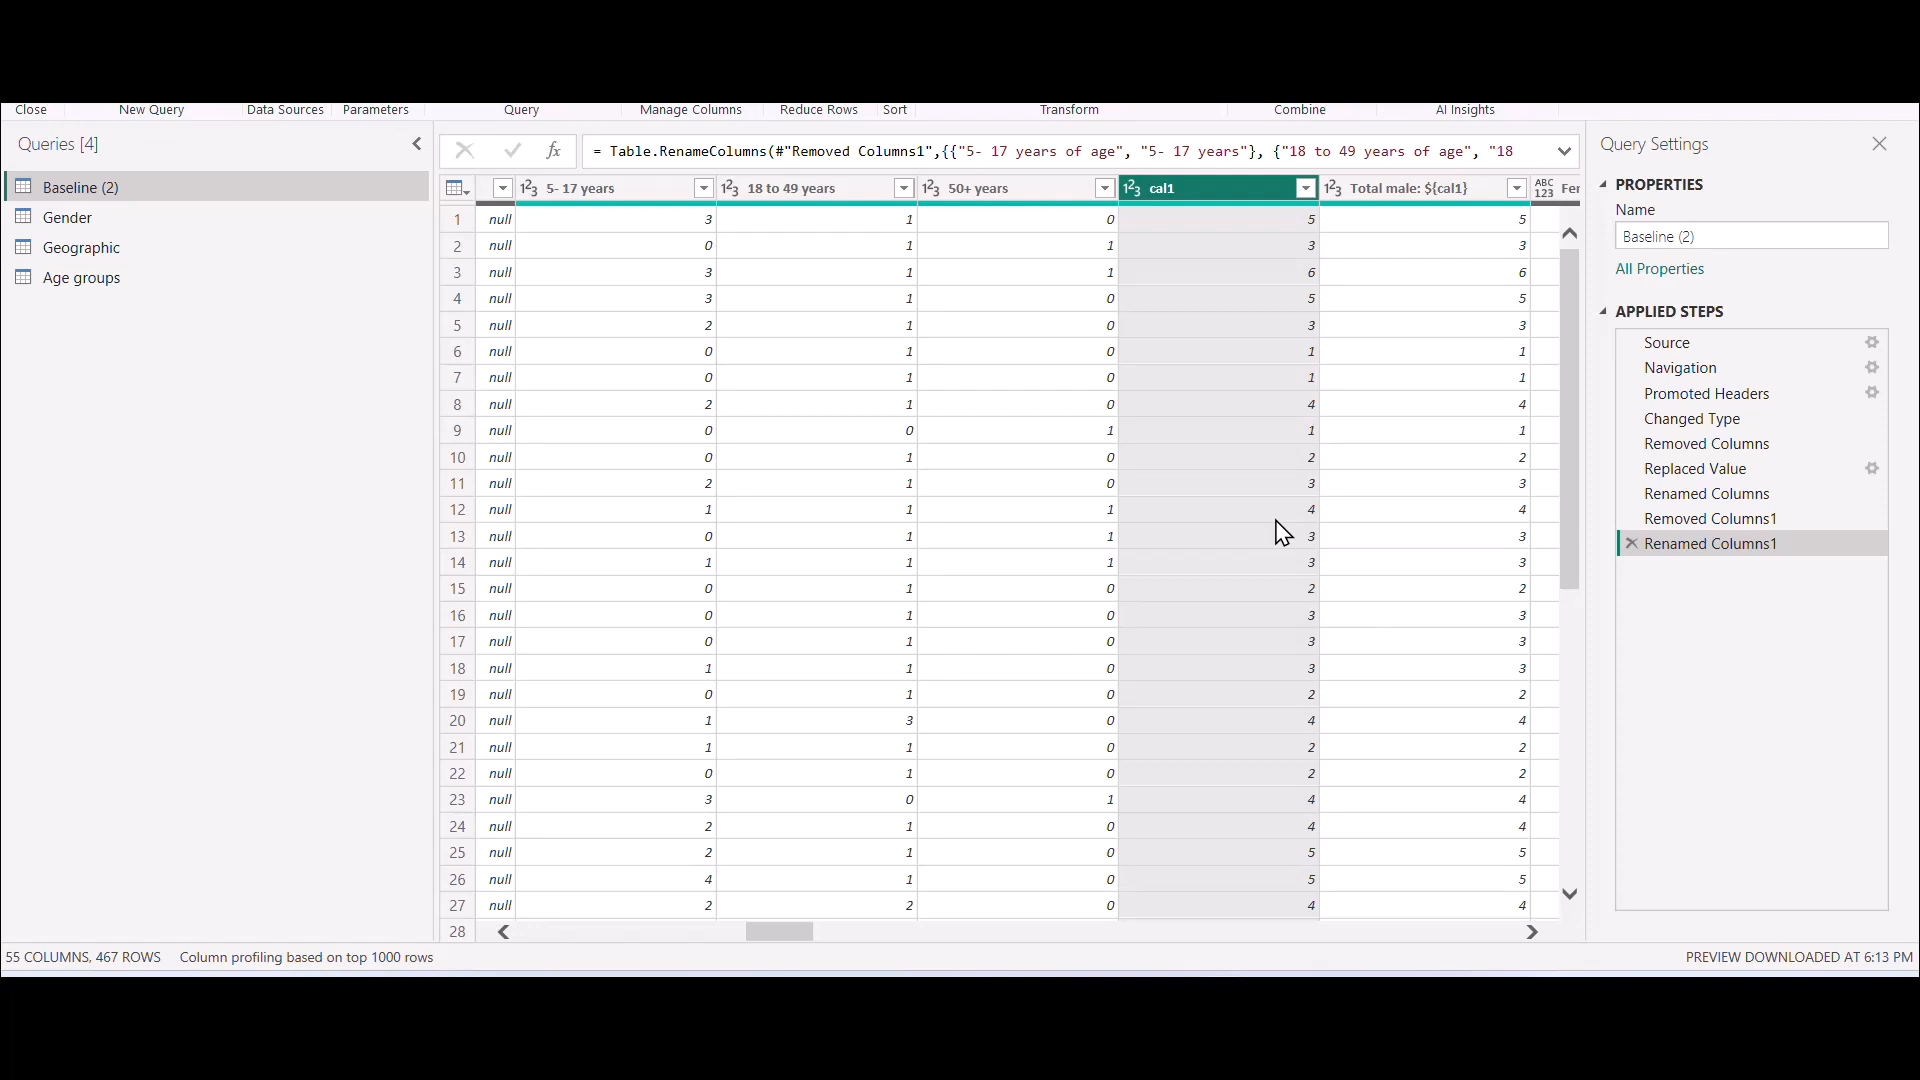 Close New Query Data Sources Parameters Query Manage Columns Reduce Rows Sort Transform Combine AI Insights
Queries [4]
Baseline (2)
Gender
Geographic
Age groups
fx = Table.RenameColumns(#"Removed Columns1",{{"5- 17 years of age", "5- 17 years"}, {"18 to 49 years of age", "18
1²3 5- 17 years 1²3 18 to 49 years 1²3 50+ years 1²3 cal1 1²3 Total male: ${cal1} ABC 123 Fer
1 null 3 1 0 5 5
2 null 0 1 1 3 3
3 null 3 1 1 6 6
4 null 3 1 0 5 5
5 null 2 1 0 3 3
6 null 0 1 0 1 1
7 null 0 1 0 1 1
8 null 2 1 0 4 4
9 null 0 0 1 1 1
10 null 0 1 0 2 2
11 null 2 1 0 3 3
12 null 1 1 1 4 4
13 null 0 1 1 3 3
14 null 1 1 1 3 3
15 null 0 1 0 2 2
16 null 0 1 0 3 3
17 null 0 1 0 3 3
18 null 1 1 0 3 3
19 null 0 1 0 2 2
20 null 1 3 0 4 4
21 null 1 1 0 2 2
22 null 0 1 0 2 2
23 null 3 0 1 4 4
24 null 2 1 0 4 4
25 null 2 1 0 5 5
26 null 4 1 0 5 5
27 null 2 2 0 4 4
28
Query Settings
PROPERTIES
Name
Baseline (2)
All Properties
APPLIED STEPS
Source
Navigation
Promoted Headers
Changed Type
Removed Columns
Replaced Value
Renamed Columns
Removed Columns1
Renamed Columns1
55 COLUMNS, 467 ROWS Column profiling based on top 1000 rows
PREVIEW DOWNLOADED AT 6:13 PM